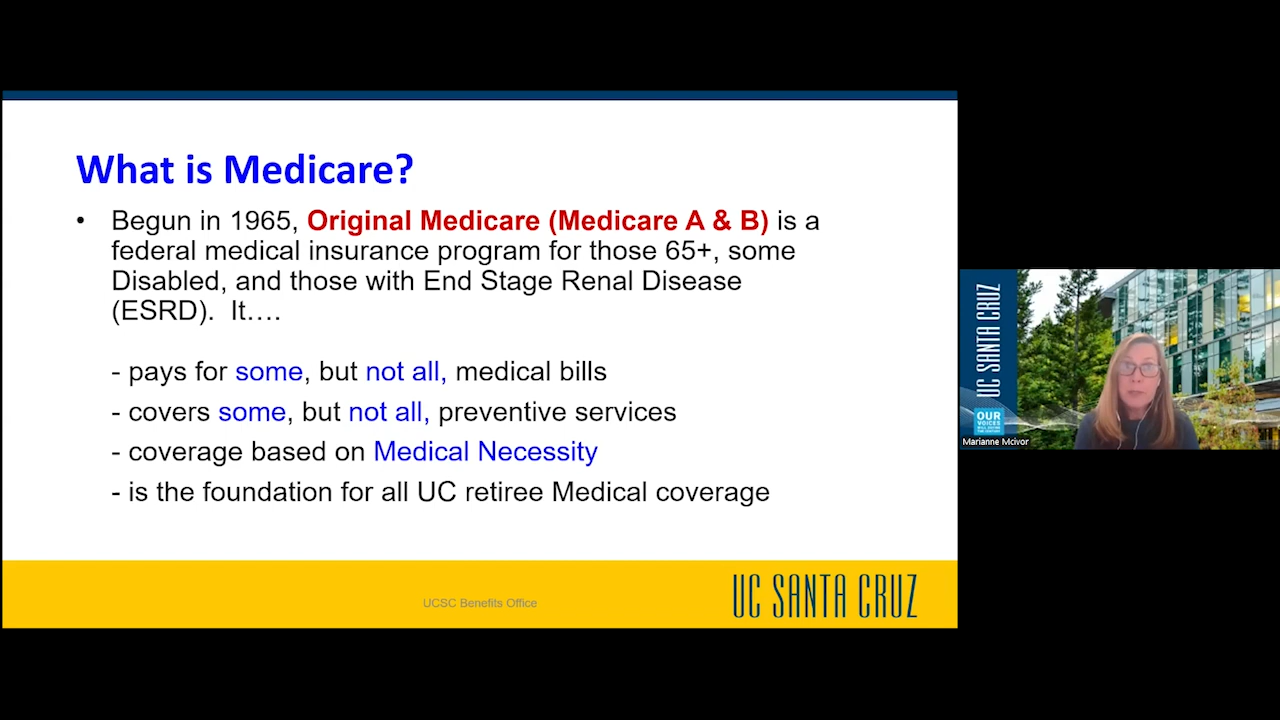 What is Medicare?
• Begun in 1965, Original Medicare (Medicare A & B) is a
federal medical insurance program for those 65+, some
Disabled, and those with End Stage Renal Disease
(ESRD).  It….
- pays for some, but not all, medical bills
- covers some, but not all, preventive services
- coverage based on Medical Necessity
- is the foundation for all UC retiree Medical coverage
UCSC Benefits Office
UC SANTA CRUZ
UC SANTA CRUZ
OUR
VOICES
Marianne McIvor